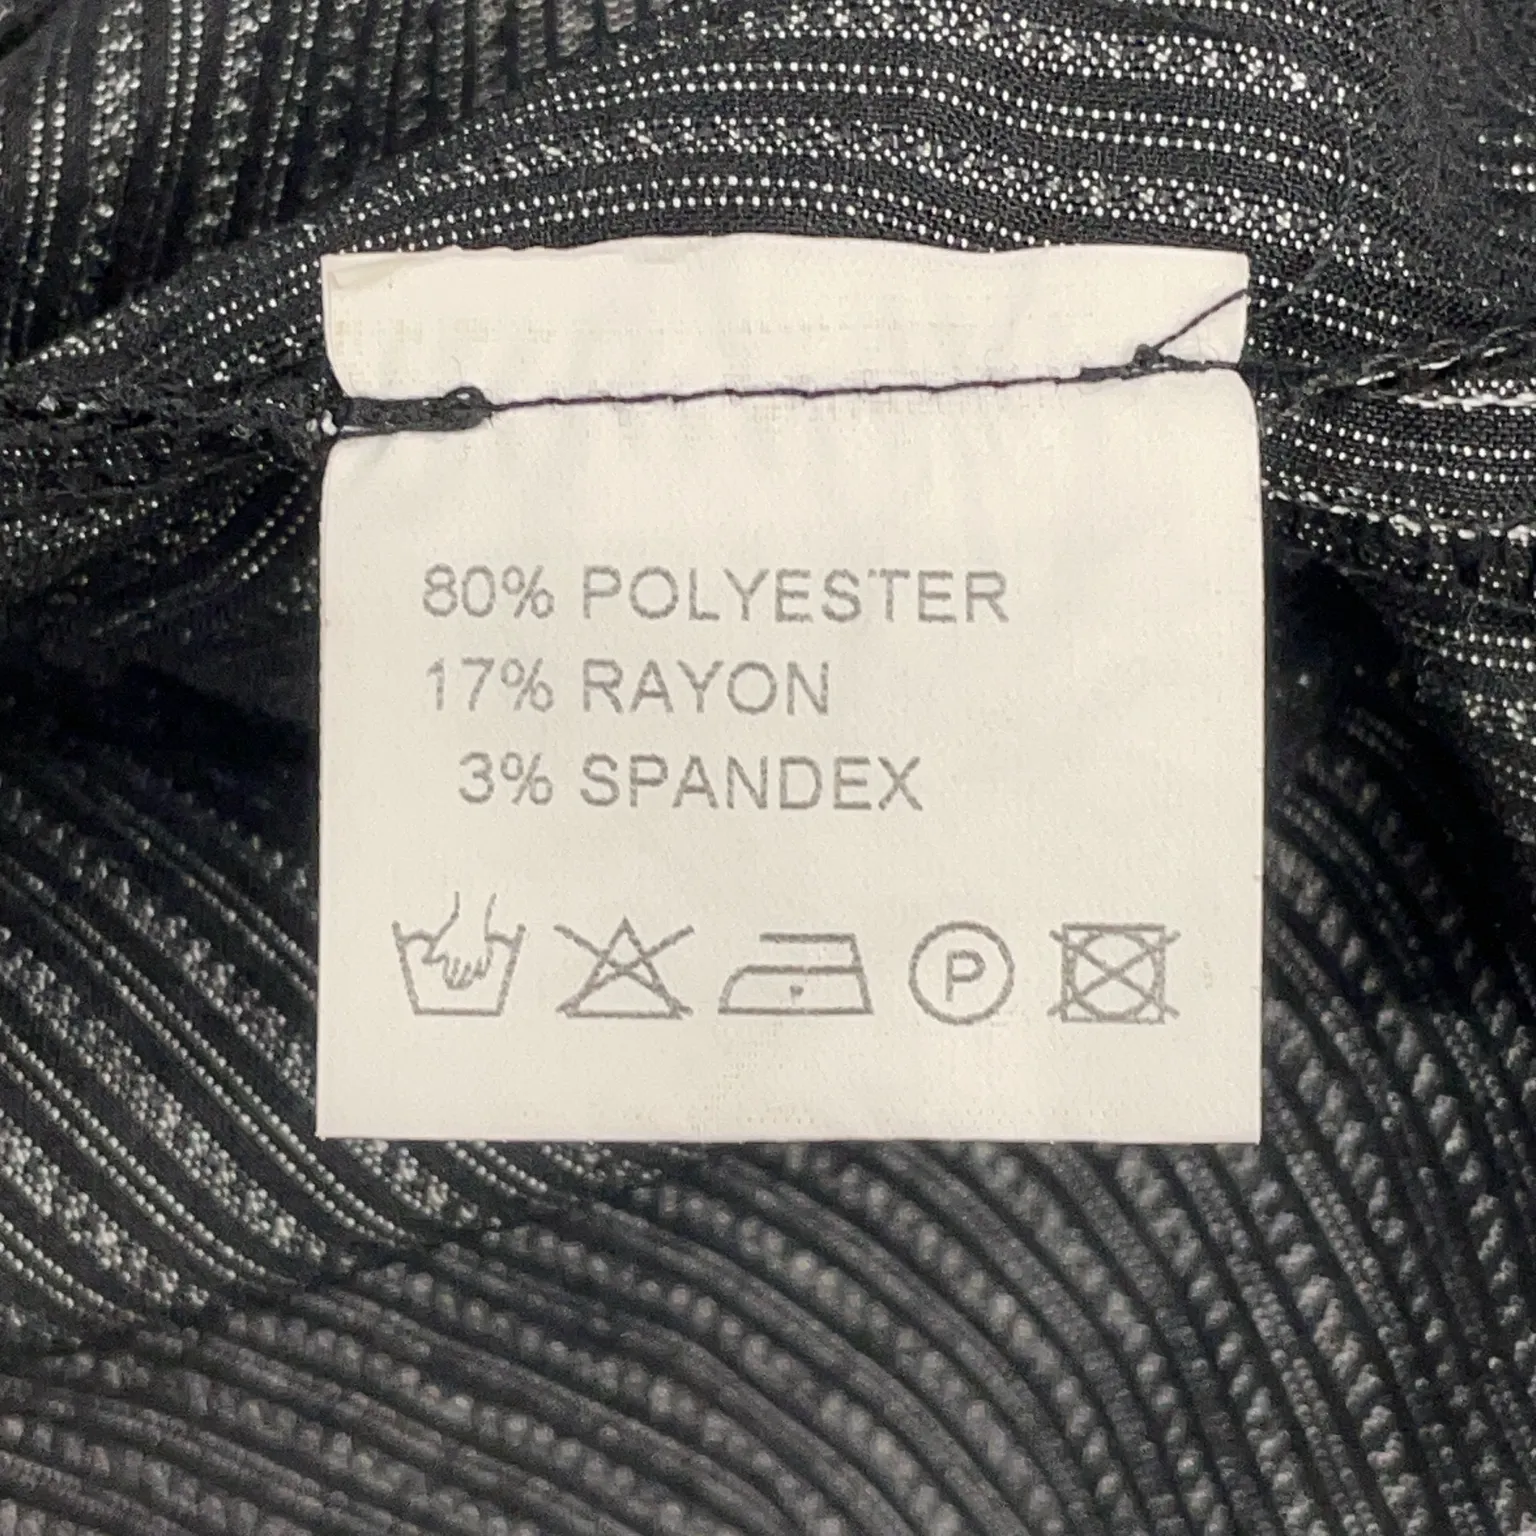 80% POLYESTER
17% RAYON
3% SPANDEX
P